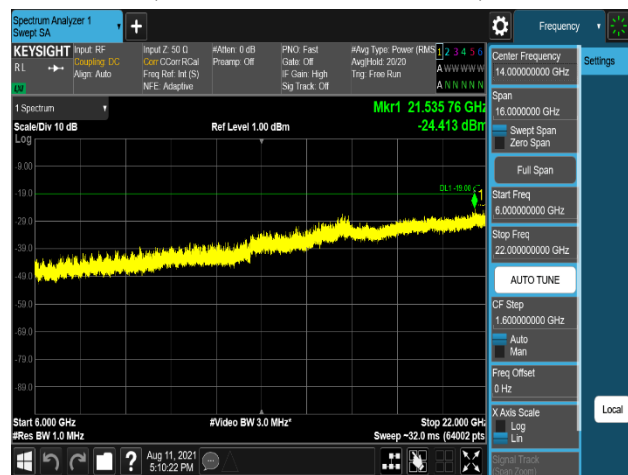 Spectrum Analyzer 1
Swept SA
Frequency
KEYSIGHT
R L
LM
Input: RF
Coupling: DC
Align: Auto
Input Z: 50 Ω
Corr CCorr RCal
Freq Ref: Int (S)
NFE: Adaptive
#Atten: 0 dB
Preamp: Off
PNO: Fast
Gate: Off
IF Gain: High
Sig Track: Off
#Avg Type: Power (RMS
Avg|Hold: 20/20
Trig: Free Run
1 2 3 4 5 6
A W W W W W
A N N N N N
1 Spectrum
Scale/Div 10 dB
Ref Level 1.00 dBm
Mkr1 21.535 76 GHz
-24.413 dBm
Log
-9.00
-19.0
-29.0
-39.0
-49.0
-59.0
-69.0
-79.0
-89.0
DL1 -19.00
1
Start 6.000 GHz
#Res BW 1.0 MHz
#Video BW 3.0 MHz*
Stop 22.000 GHz
Sweep ~32.0 ms (64002 pts
Aug 11, 2021
5:10:22 PM
Center Frequency
14.000000000 GHz
Span
16.0000000 GHz
Swept Span
Zero Span
Full Span
Start Freq
6.000000000 GHz
Stop Freq
22.000000000 GHz
AUTO TUNE
CF Step
1.600000000 GHz
Auto
Man
Freq Offset
0 Hz
X Axis Scale
Log
Lin
Signal Track
(Span Zoom)
Settings
Local